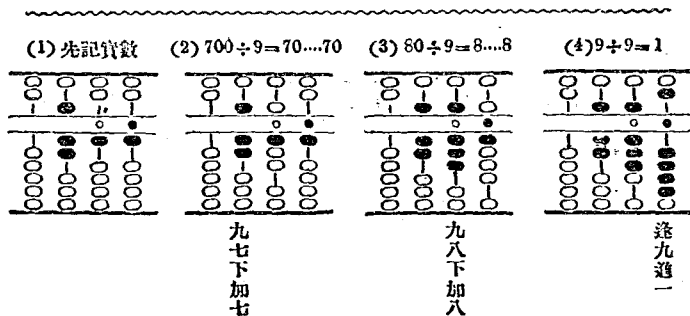 (1) 先記實數
(2) 700÷9=70....70
(3) 80÷9=8....8
(4) 9÷9=1
九七下加七
九八下加八
逢九進一